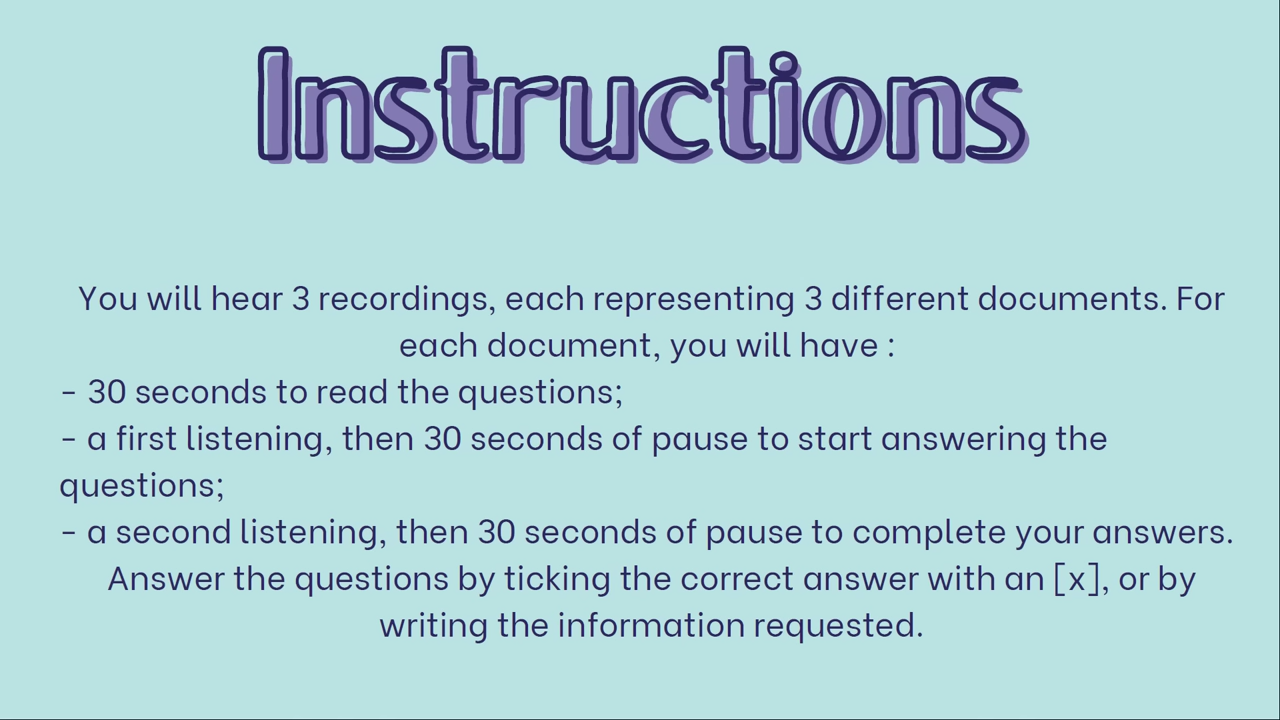 Instructions
You will hear 3 recordings, each representing 3 different documents. For
each document, you will have :
- 30 seconds to read the questions;
- a first listening, then 30 seconds of pause to start answering the
questions;
- a second listening, then 30 seconds of pause to complete your answers.
Answer the questions by ticking the correct answer with an [x], or by
writing the information requested.